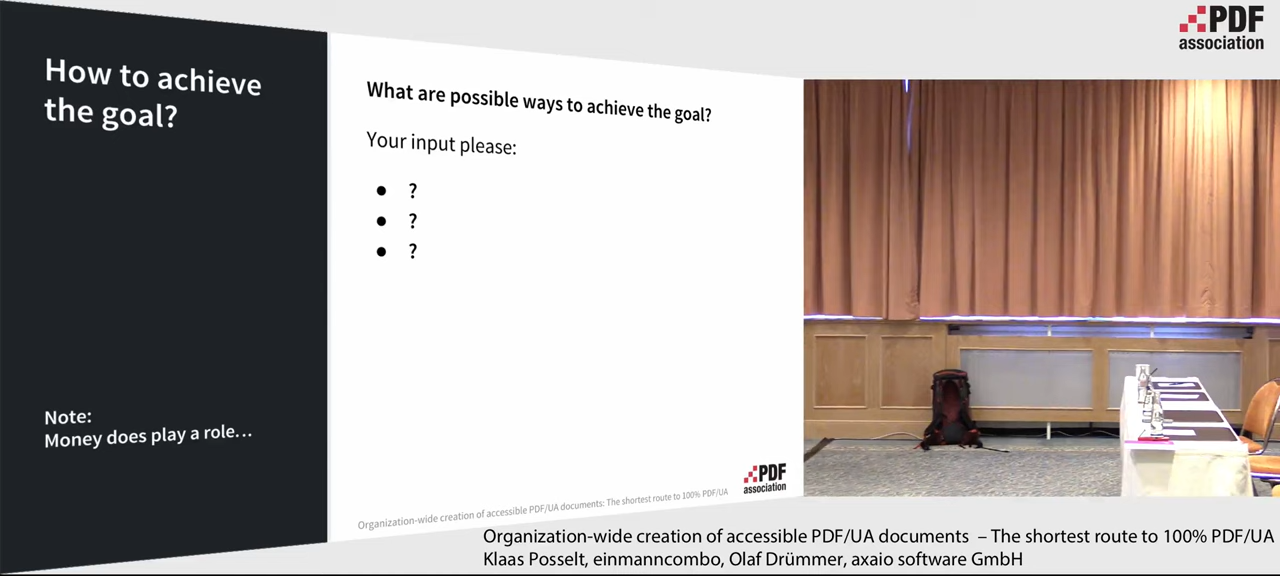 How to achieve
the goal?
Note:
Money does play a role...
What are possible ways to achieve the goal?
Your input please:
● ?
● ?
● ?
Organization-wide creation of accessible PDF/UA documents: The shortest route to 100% PDF/UA
PDF
association
PDF
association
Organization-wide creation of accessible PDF/UA documents – The shortest route to 100% PDF/UA
Klaas Posselt, einmanncombo, Olaf Drümmer, axaio software GmbH